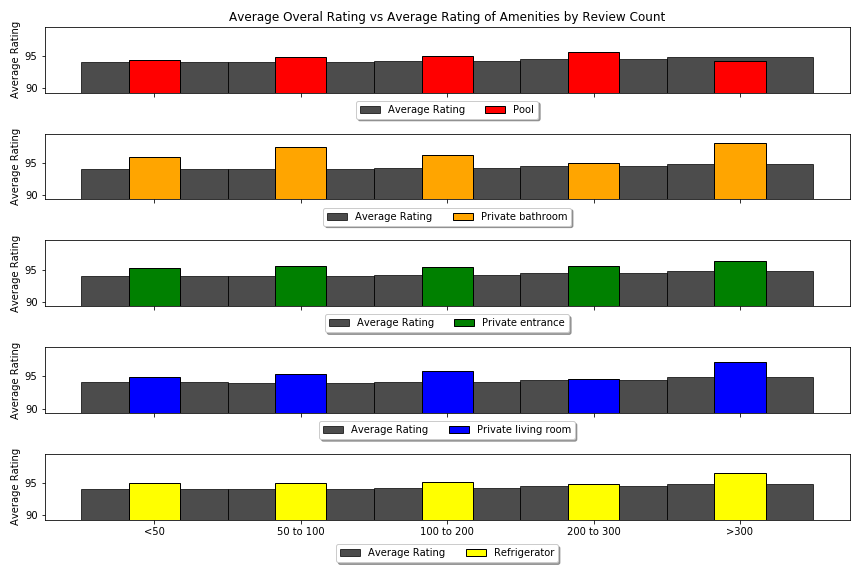 Average Overal Rating vs Average Rating of Amenities by Review Count
Average Rating
95
90
Average Rating Pool
Average Rating
95
90
Average Rating Private bathroom
Average Rating
95
90
Average Rating Private entrance
Average Rating
95
90
Average Rating Private living room
Average Rating
95
90
<50 50 to 100 100 to 200 200 to 300 >300
Average Rating Refrigerator